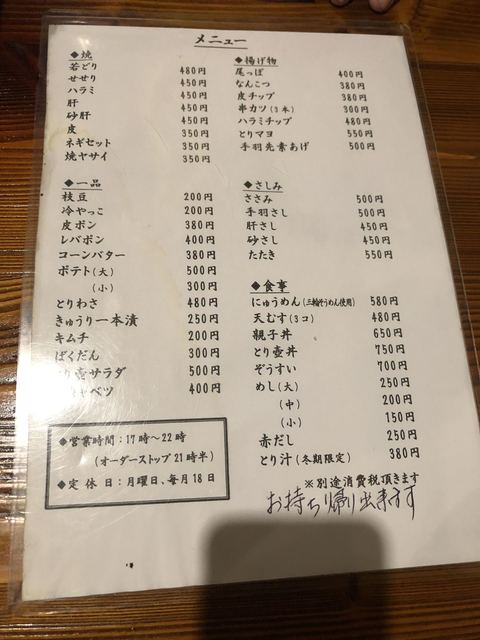 メニュー
◆焼
若どり 480円
せせり 450円
ハラミ 450円
肝 450円
砂肝 450円
皮 350円
ネギセット 350円
焼ヤサイ 350円
◆一品
枝豆 200円
冷やっこ 200円
皮ポン 380円
レバポン 400円
コーンバター 380円
ポテト(大) 500円
(小) 300円
とりわさ 480円
きゅうり一本漬 250円
キムチ 200円
ばくだん 300円
サラダ 500円
キャベツ 400円
◆営業時間:17時～22時
(オーダーストップ21時半)
◆定休日:月曜日、毎月18日
◆揚げ物
尾っぽ 400円
なんこつ 380円
皮チップ 380円
串カツ(3本) 300円
ハラミチップ 480円
とりマヨ 550円
手羽先素あげ 500円
◆さしみ
ささみ 500円
手羽さし 500円
肝さし 450円
砂さし 450円
たたき 550円
◆食事
にゅうめん(三輪そうめん使用) 580円
天むす(3コ) 480円
親子丼 650円
とり壺丼 750円
ぞうすい 700円
めし(大) 250円
(中) 200円
(小) 150円
赤だし 250円
とり汁(冬期限定) 380円
※別途消費税頂きます
お持ち帰り出来ます